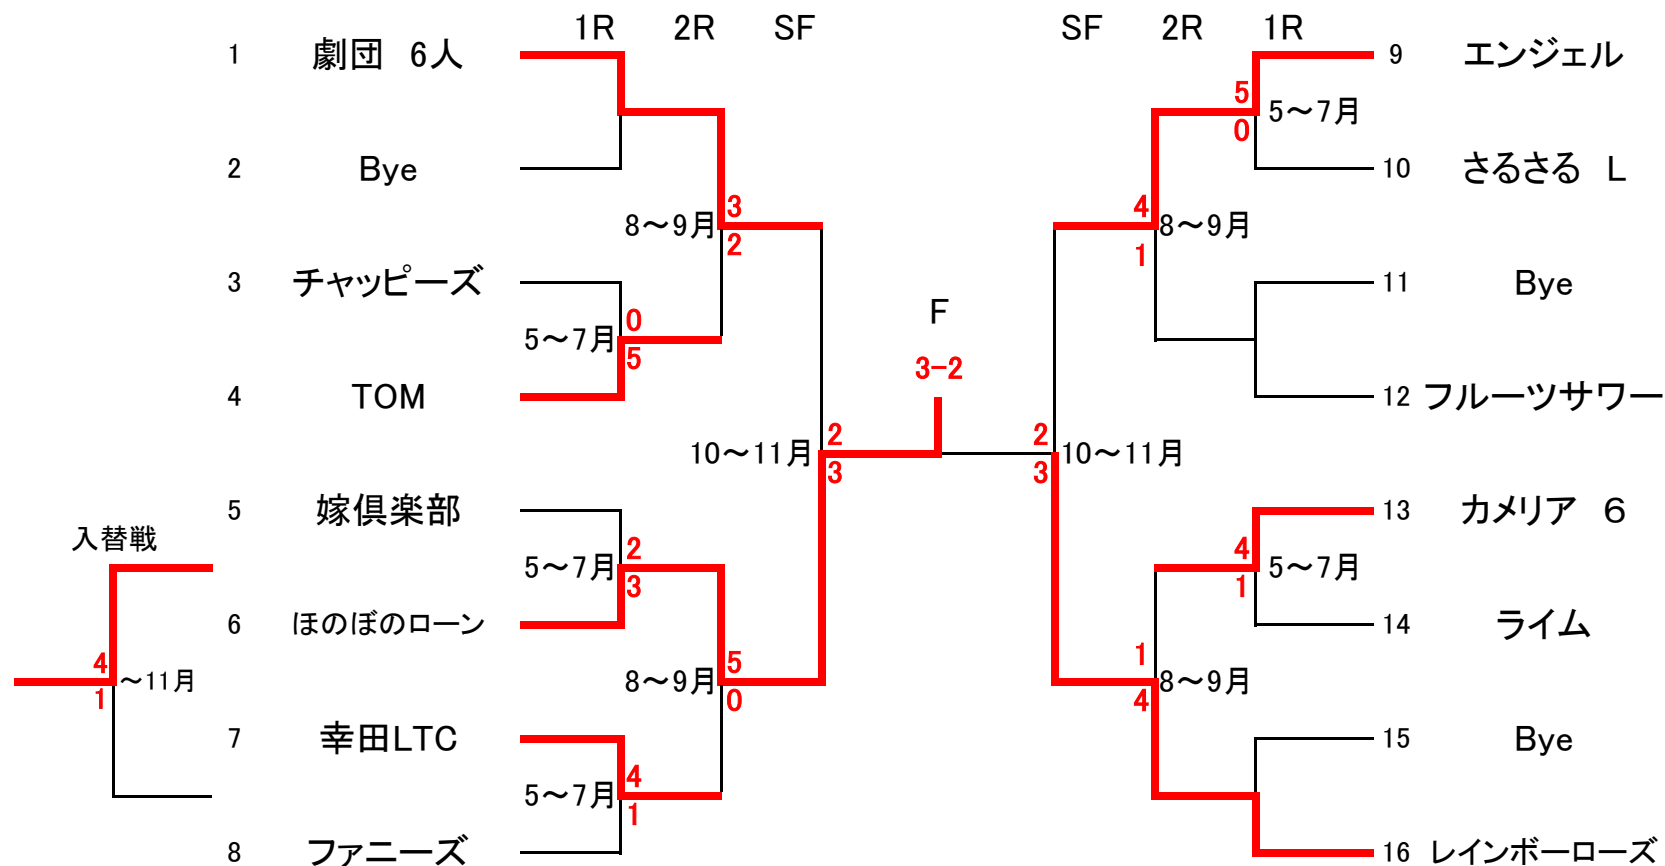 1R 2R SF SF 2R 1R
1 劇団 6人 9 エンジェル
5
5～7月
0
2 Bye 10 さるさる L
3 4
8～9月 8～9月
2 1
3 チャッピーズ 11 Bye
F
0
5～7月
5
3-2
4 TOM 12 フルーツサワー
2 2
10～11月 10～11月
3 3
5 嫁倶楽部 13 カメリア 6
入替戦
2 4
5～7月 5～7月
3 1
6 ほのぼのローン 14 ライム
4 5 1
～11月 8～9月 8～9月
1 0 4
7 幸田LTC 15 Bye
4
5～7月
1
8 ファニーズ 16 レインボーローズ